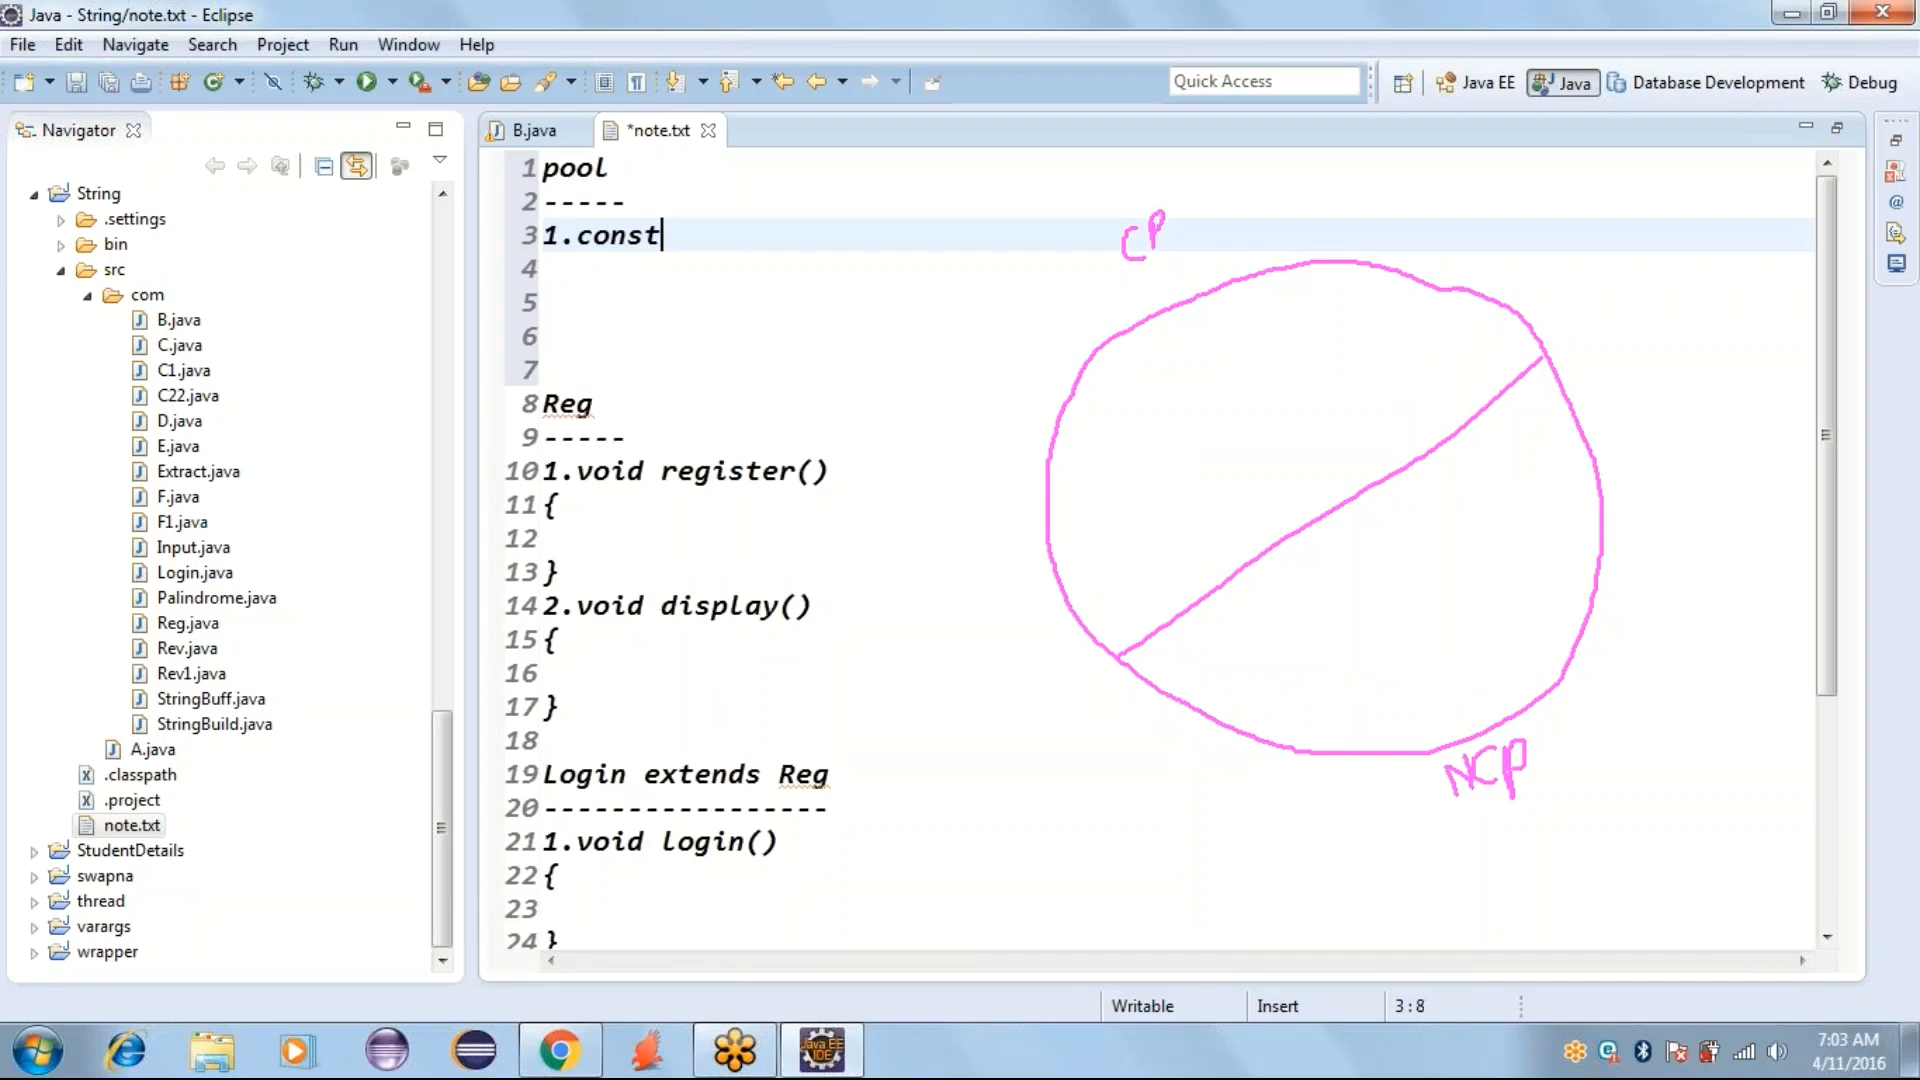 Java - String/note.txt - Eclipse
File Edit Navigate Search Project Run Window Help
Quick Access
Java EE
Java
Database Development
Debug
Navigator
String
.settings
bin
src
com
B.java
C.java
C1.java
C22.java
D.java
E.java
Extract.java
F.java
F1.java
Input.java
Login.java
Palindrome.java
Reg.java
Rev.java
Rev1.java
StringBuff.java
StringBuild.java
A.java
.classpath
.project
note.txt
StudentDetails
swapna
thread
varargs
wrapper
B.java
*note.txt
1 pool
2 -----
3 1.const
4
5
6
7
8 Reg
9 -----
10 1.void register()
11 {
12
13 }
14 2.void display()
15 {
16
17 }
18
19 Login extends Reg
20 -----------------
21 1.void login()
22 {
23
24 }
CP
NCP
Writable
Insert
3 : 8
Java EE
IDE
7:03 AM
4/11/2016